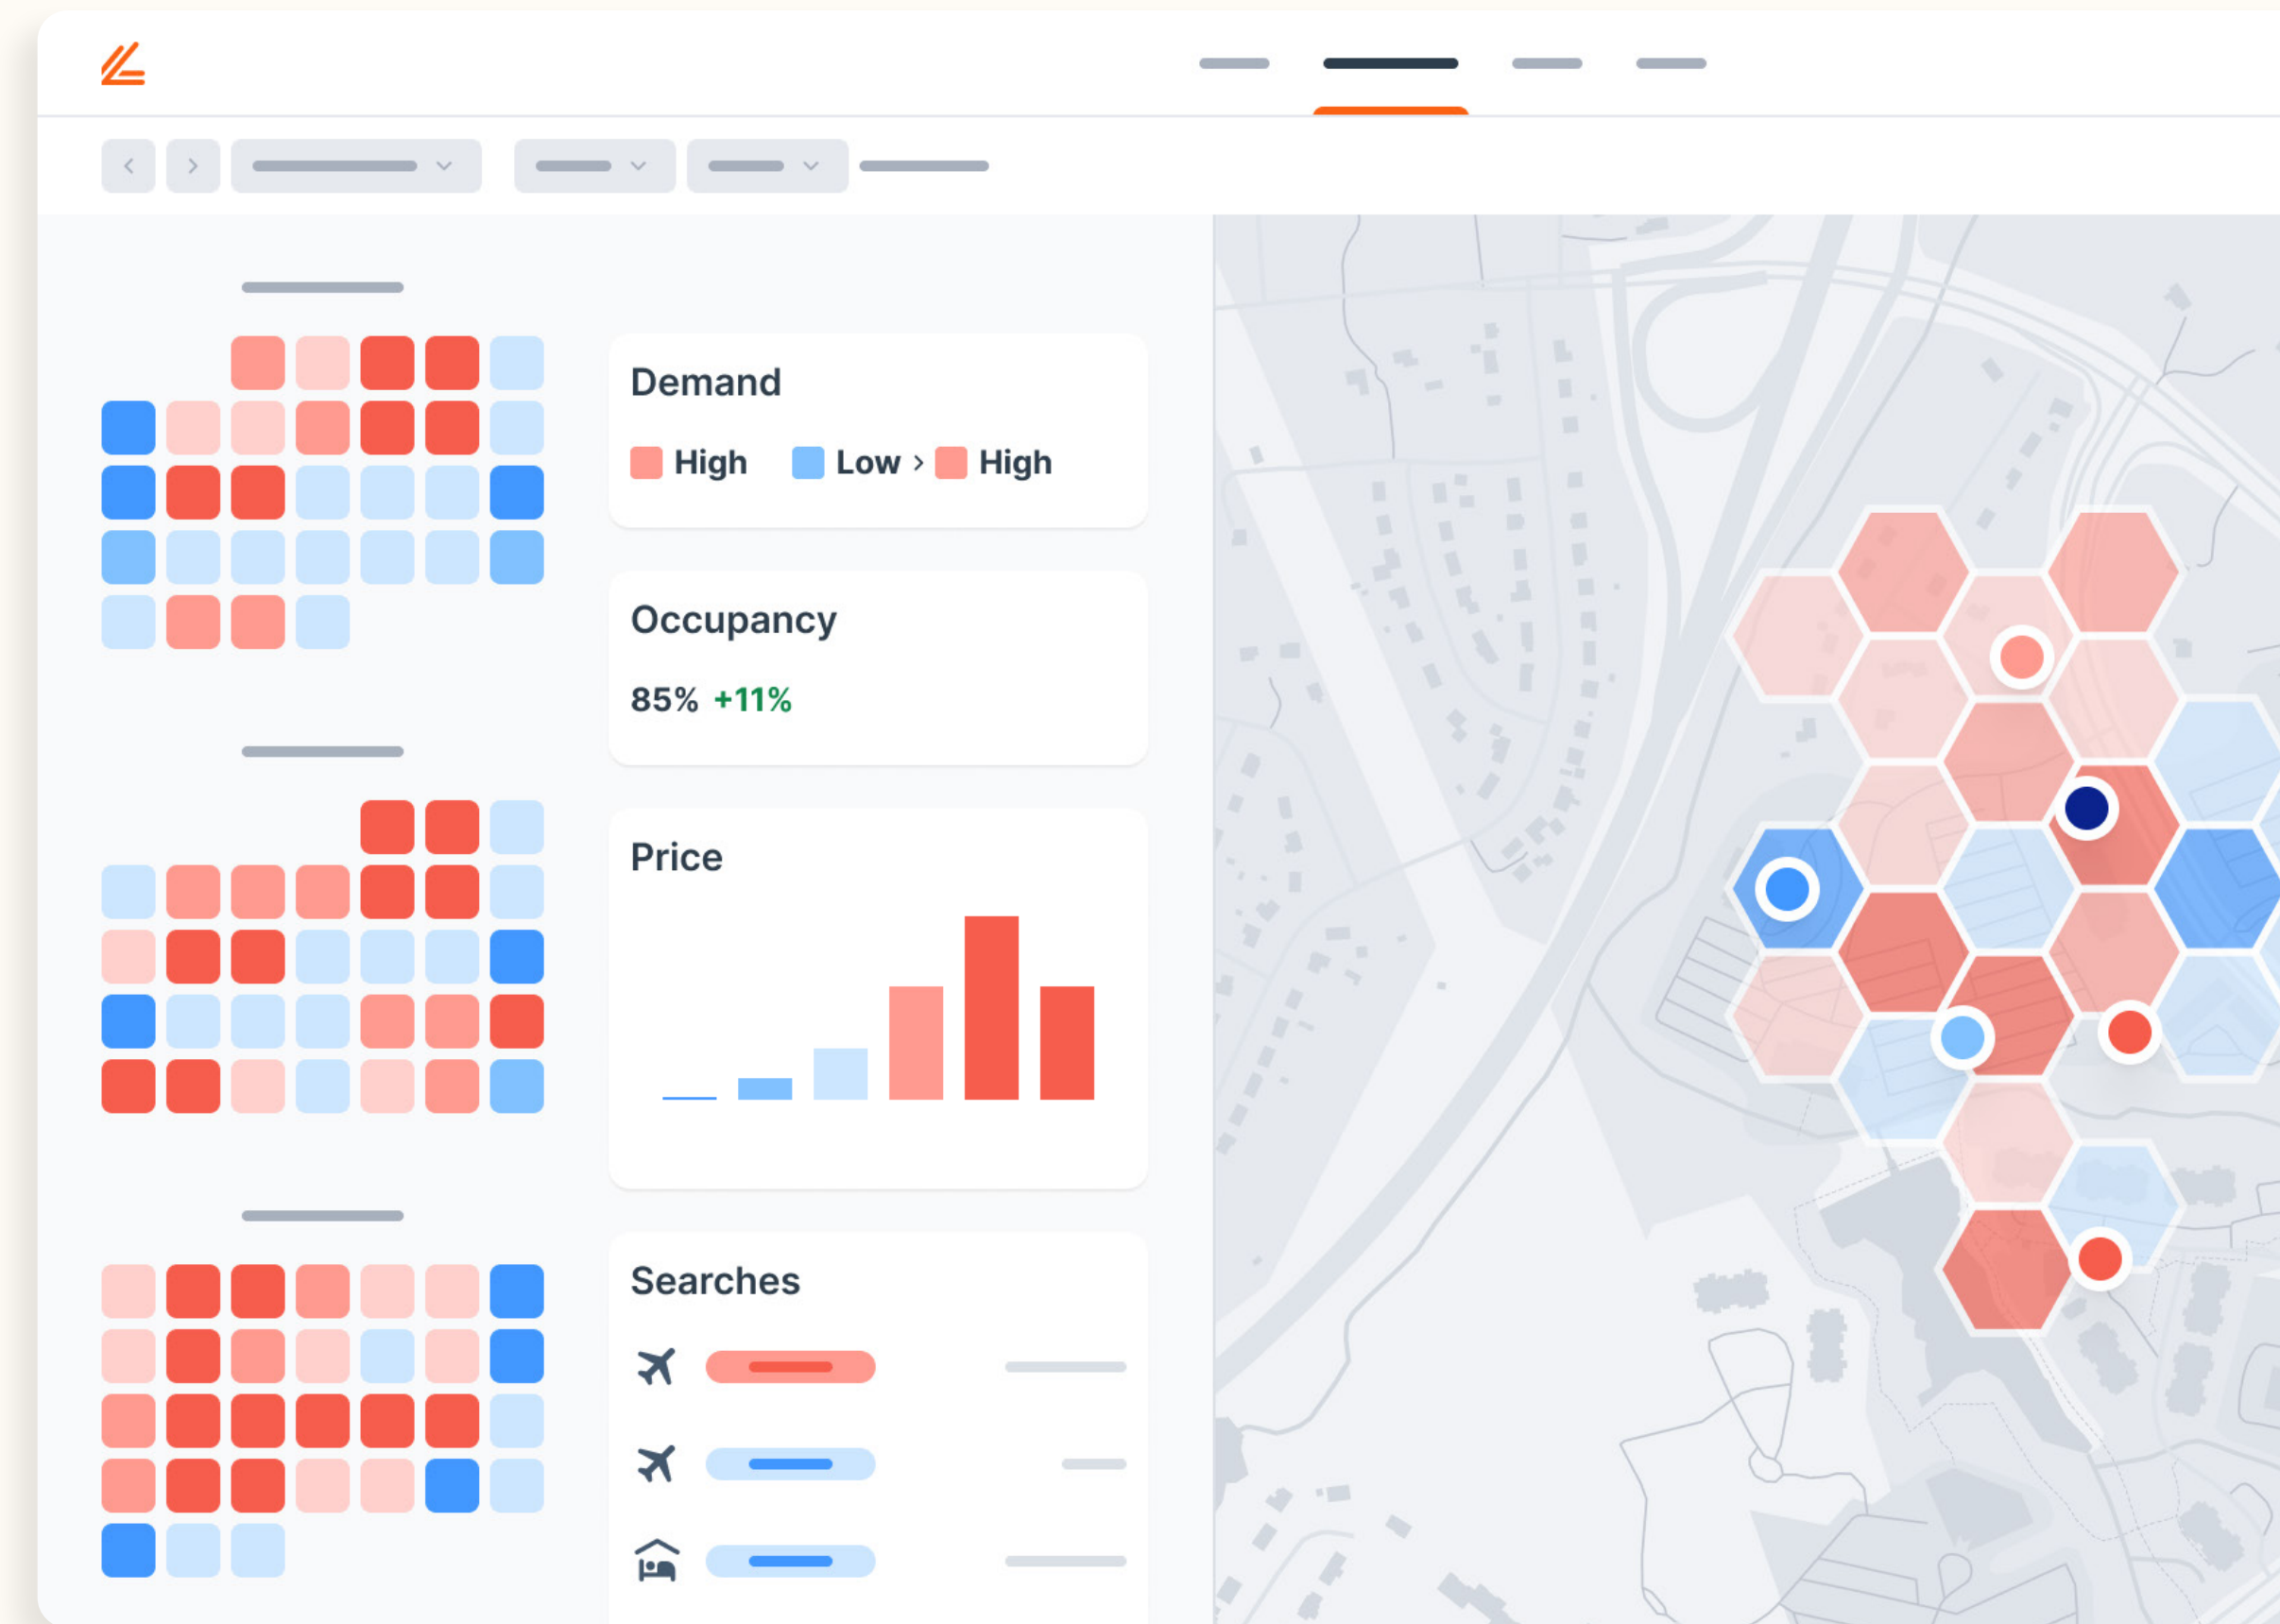 Demand
High Low > High
Occupancy
85% +11%
Price
Searches